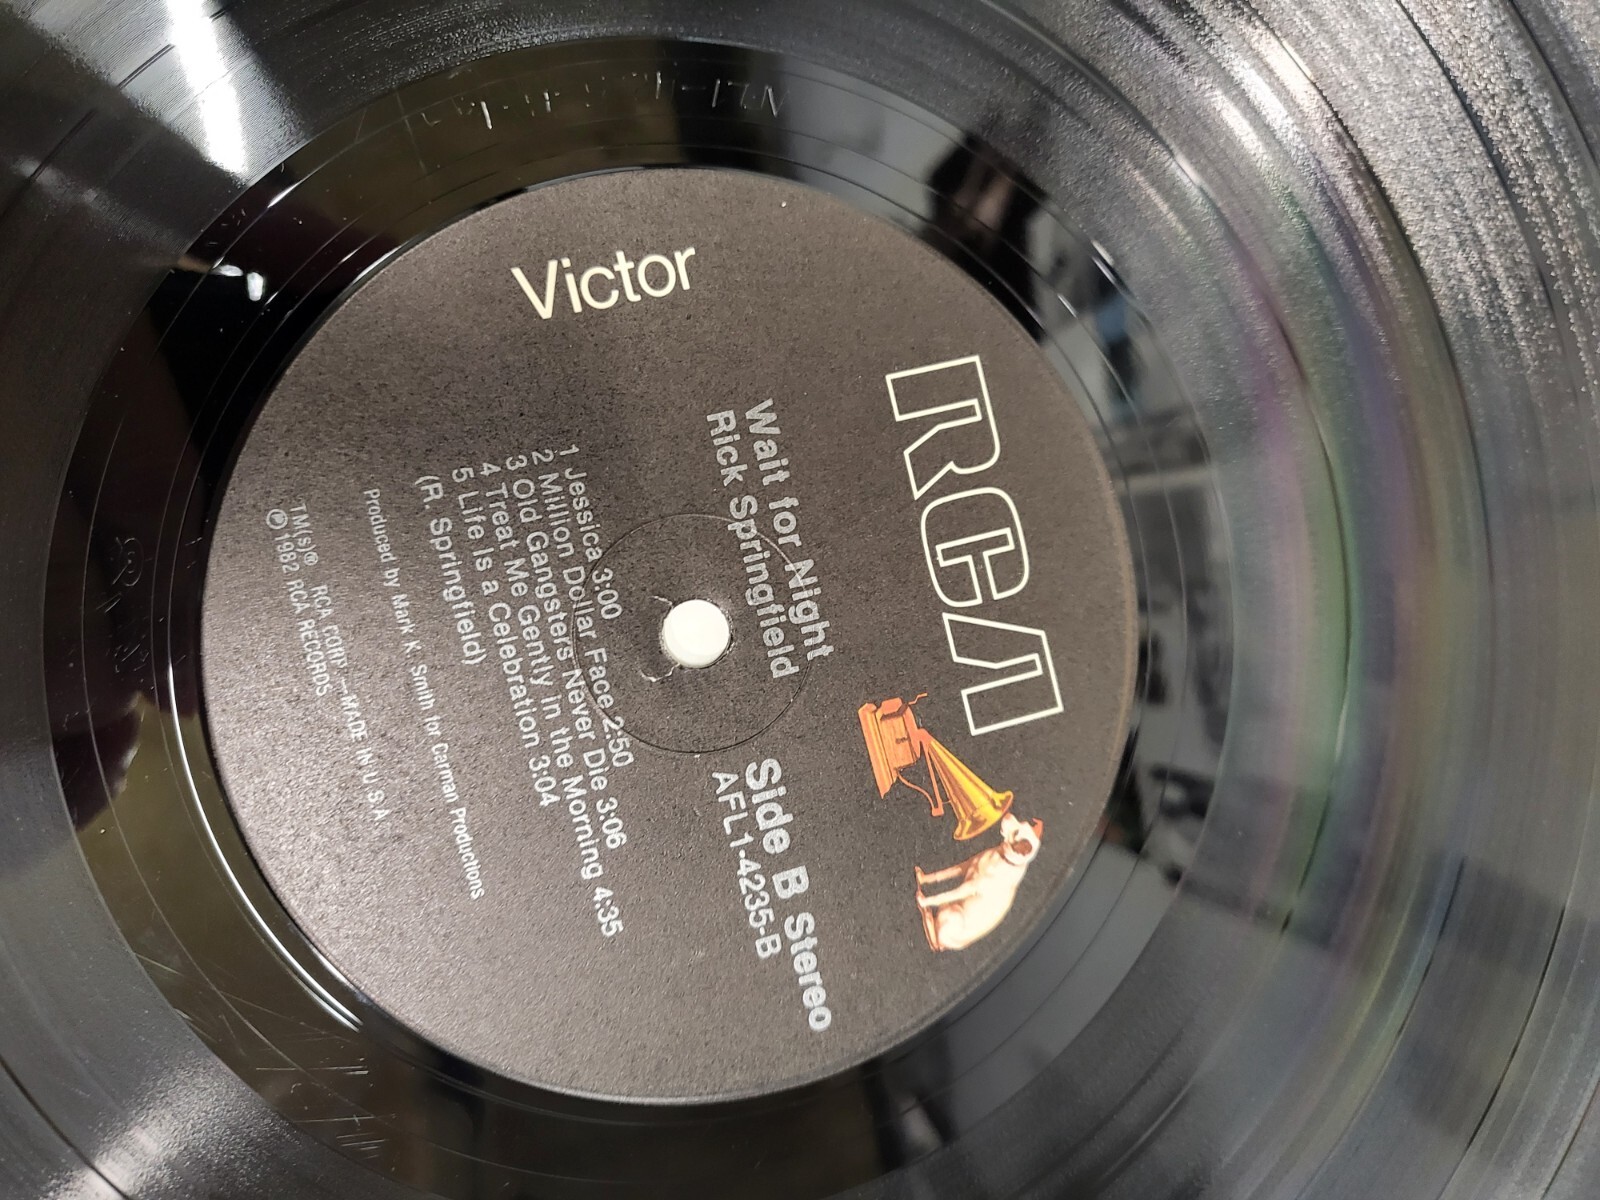 RCA
Victor
Wait for Night
Rick Springfield
Side B Stereo
AFL1-4235-B
1 Jessica 3:00
2 Million Dollar Face 2:50
3 Old Gangsters Never Die 3:06
4 Treat Me Gently in the Morning 4:35
5 Life Is a Celebration 3:04
(R. Springfield)
Produced by Mark K. Smith for Carman Productions
TM(s)® RCA CORP.—MADE IN U.S.A.
℗1982 RCA RECORDS